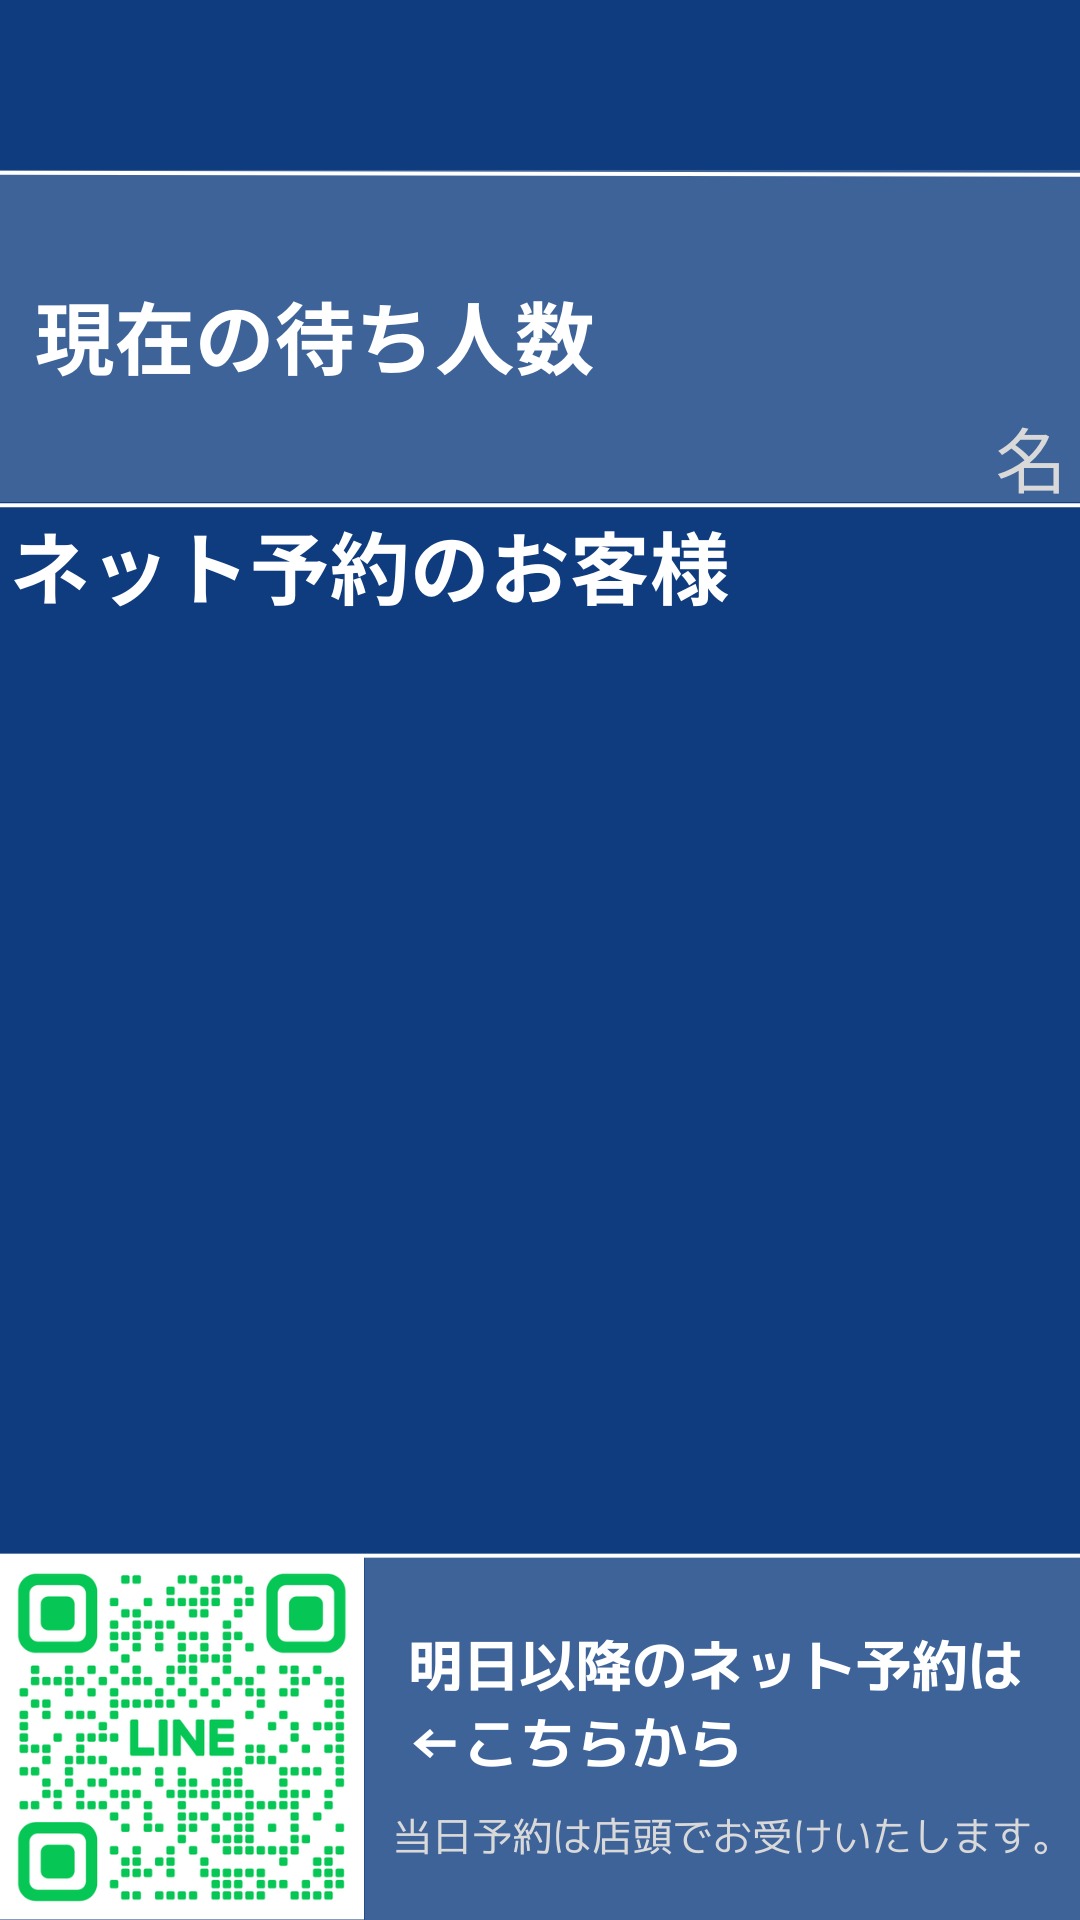 現在の待ち人数
名
ネット予約のお客様
LINE
明日以降のネット予約は
←こちらから
当日予約は店頭でお受けいたします。